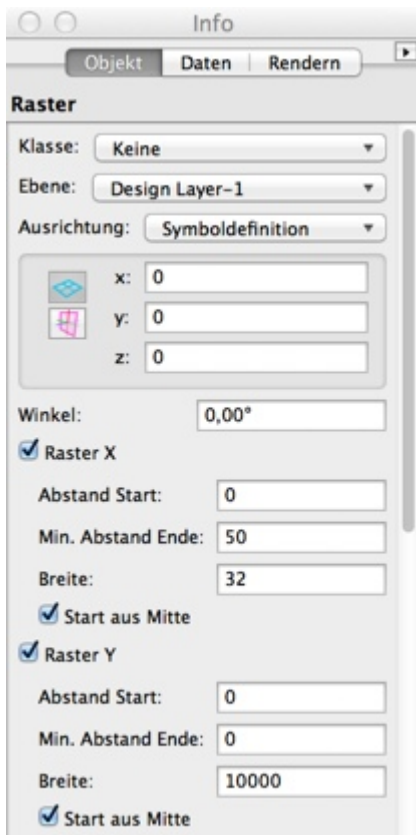 Info
Objekt Daten Rendern
Raster
Klasse: Keine
Ebene: Design Layer-1
Ausrichtung: Symboldefinition
x: 0
y: 0
z: 0
Winkel: 0,00°
Raster X
Abstand Start: 0
Min. Abstand Ende: 50
Breite: 32
Start aus Mitte
Raster Y
Abstand Start: 0
Min. Abstand Ende: 0
Breite: 10000
Start aus Mitte